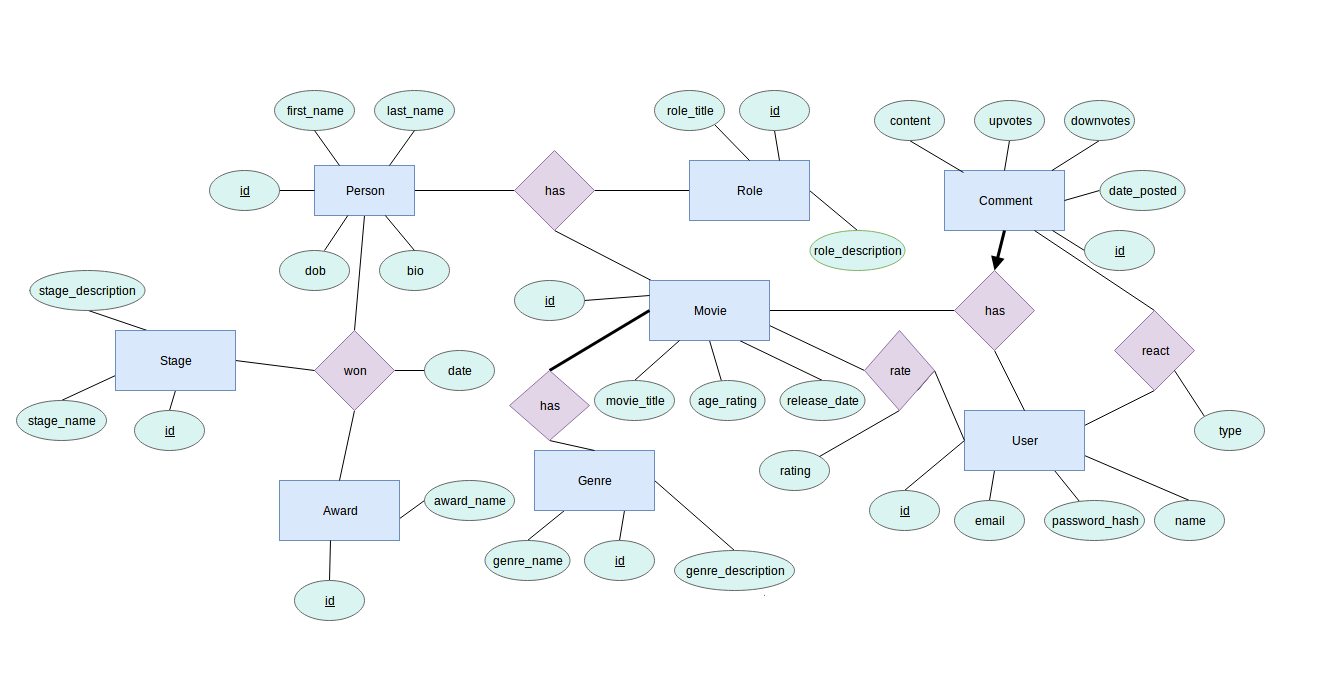 first_name
last_name
role_title
id
content
upvotes
downvotes
id
Person
has
Role
Comment
date_posted
dob
bio
role_description
id
stage_description
id
Movie
has
Stage
won
date
has
movie_title
age_rating
release_date
rate
react
stage_name
id
type
Award
award_name
Genre
rating
User
id
email
password_hash
name
genre_name
id
genre_description
id